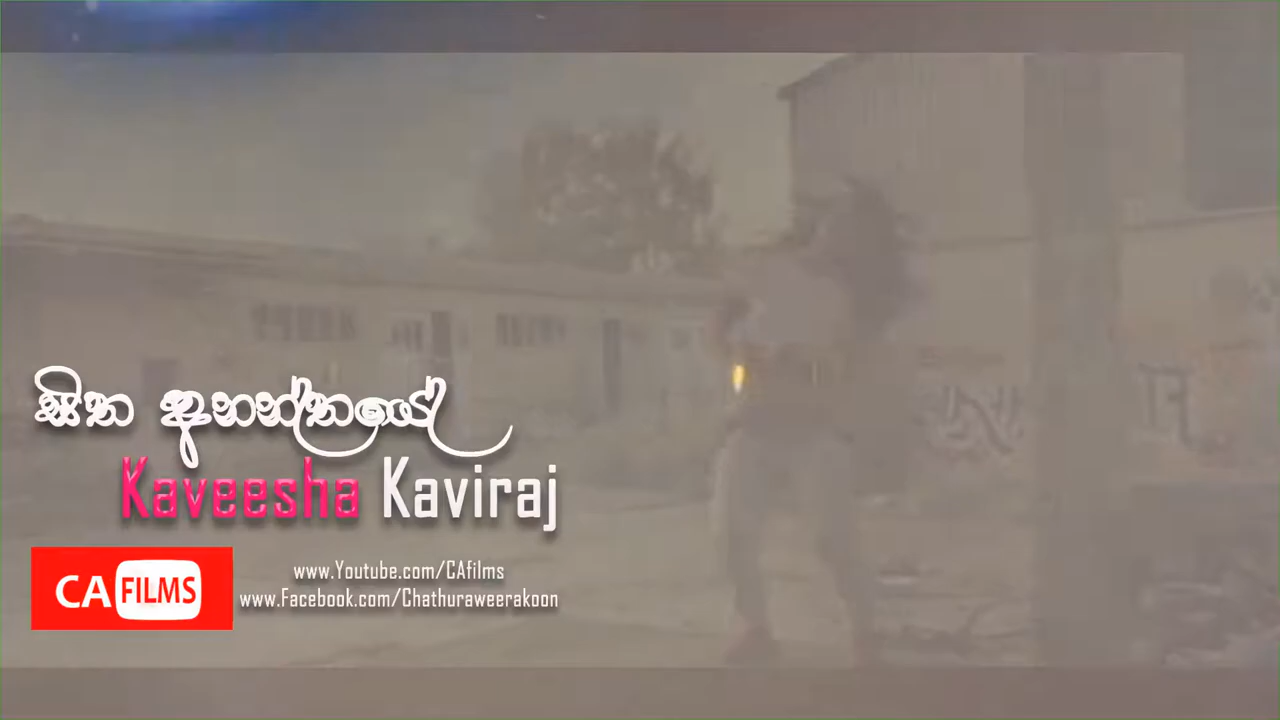 සිත අනන්තයේ
Kaveesha Kaviraj
CA FILMS
www.Youtube.com/CAfilms
www.Facebook.com/Chathuraweerakoon